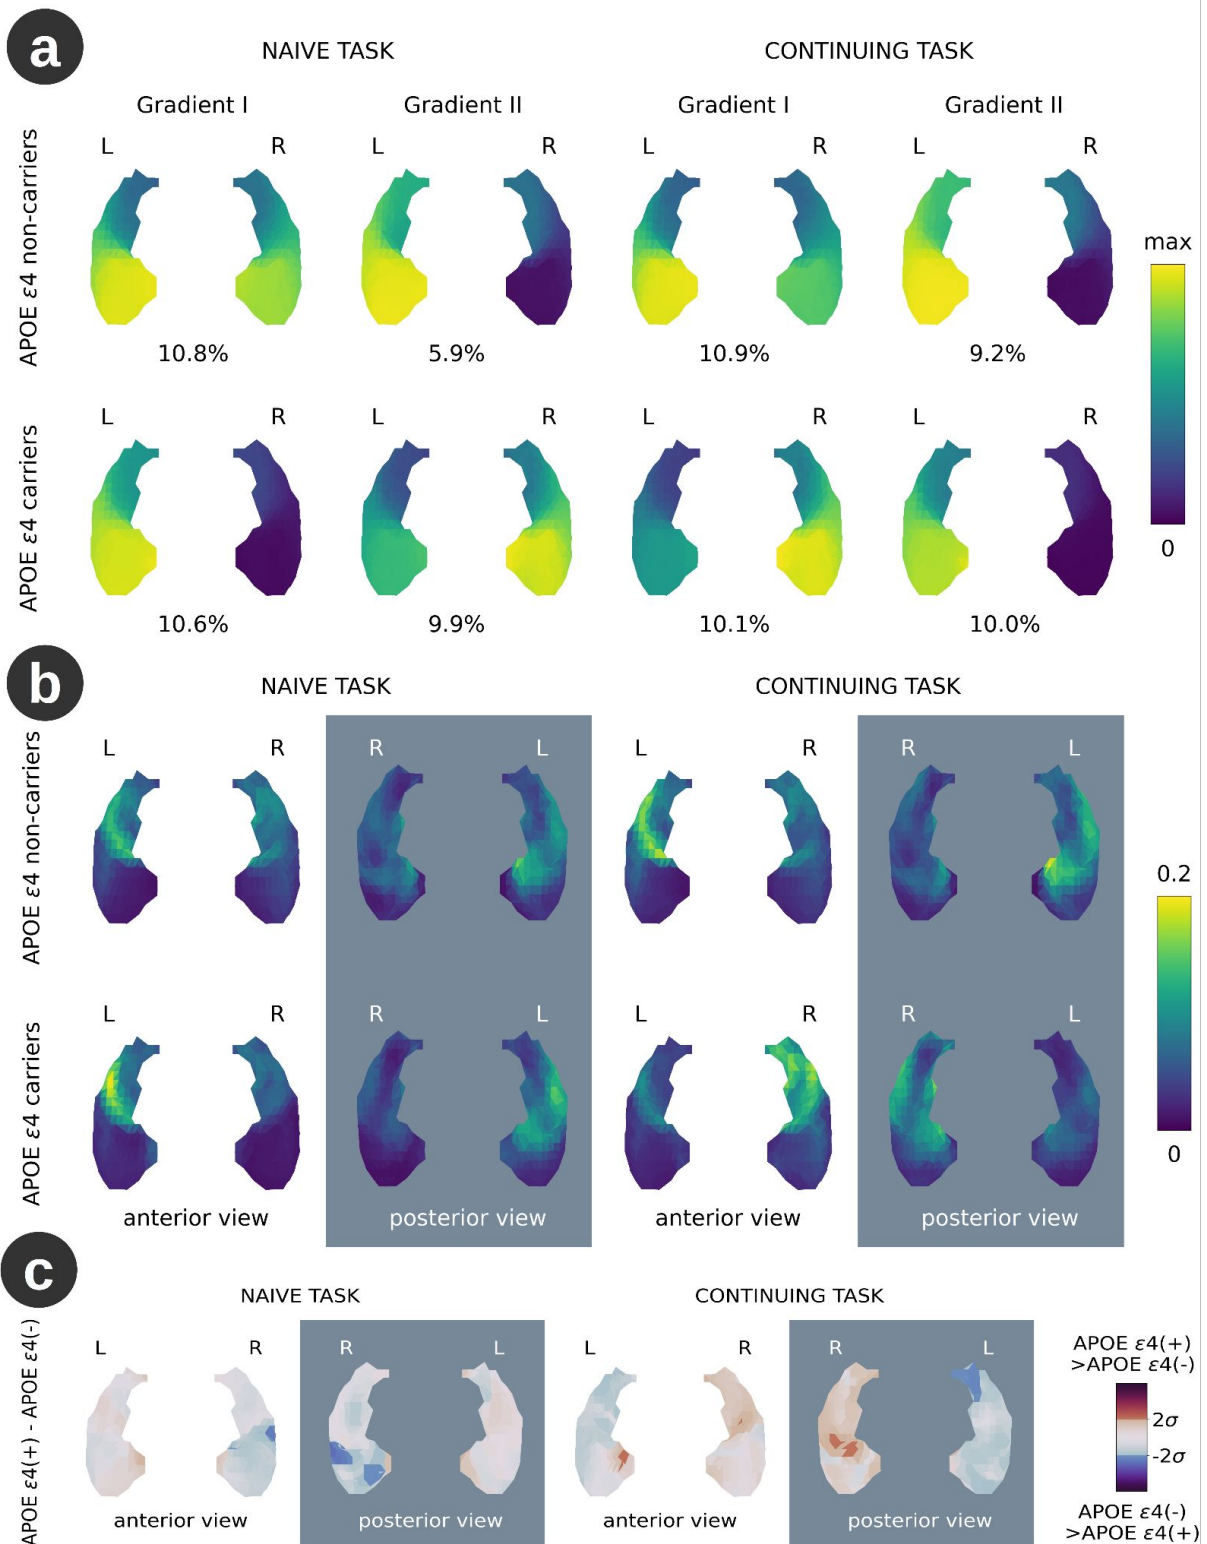 a
NAIVE TASK CONTINUING TASK
Gradient I Gradient II Gradient I Gradient II
L R L R L R L R
APOE ε4 non-carriers
max
10.8% 5.9% 10.9% 9.2%
L R L R L R L R
APOE ε4 carriers
0
10.6% 9.9% 10.1% 10.0%
b
NAIVE TASK CONTINUING TASK
L R R L L R R L
APOE ε4 non-carriers
0.2
L R R L L R R L
APOE ε4 carriers
0
anterior view posterior view anterior view posterior view
c
NAIVE TASK CONTINUING TASK
L R R L L R R L
APOE ε4(+) - APOE ε4(-)
APOE ε4(+)
>APOE ε4(-)
2σ
-2σ
anterior view posterior view anterior view posterior view
APOE ε4(-)
>APOE ε4(+)